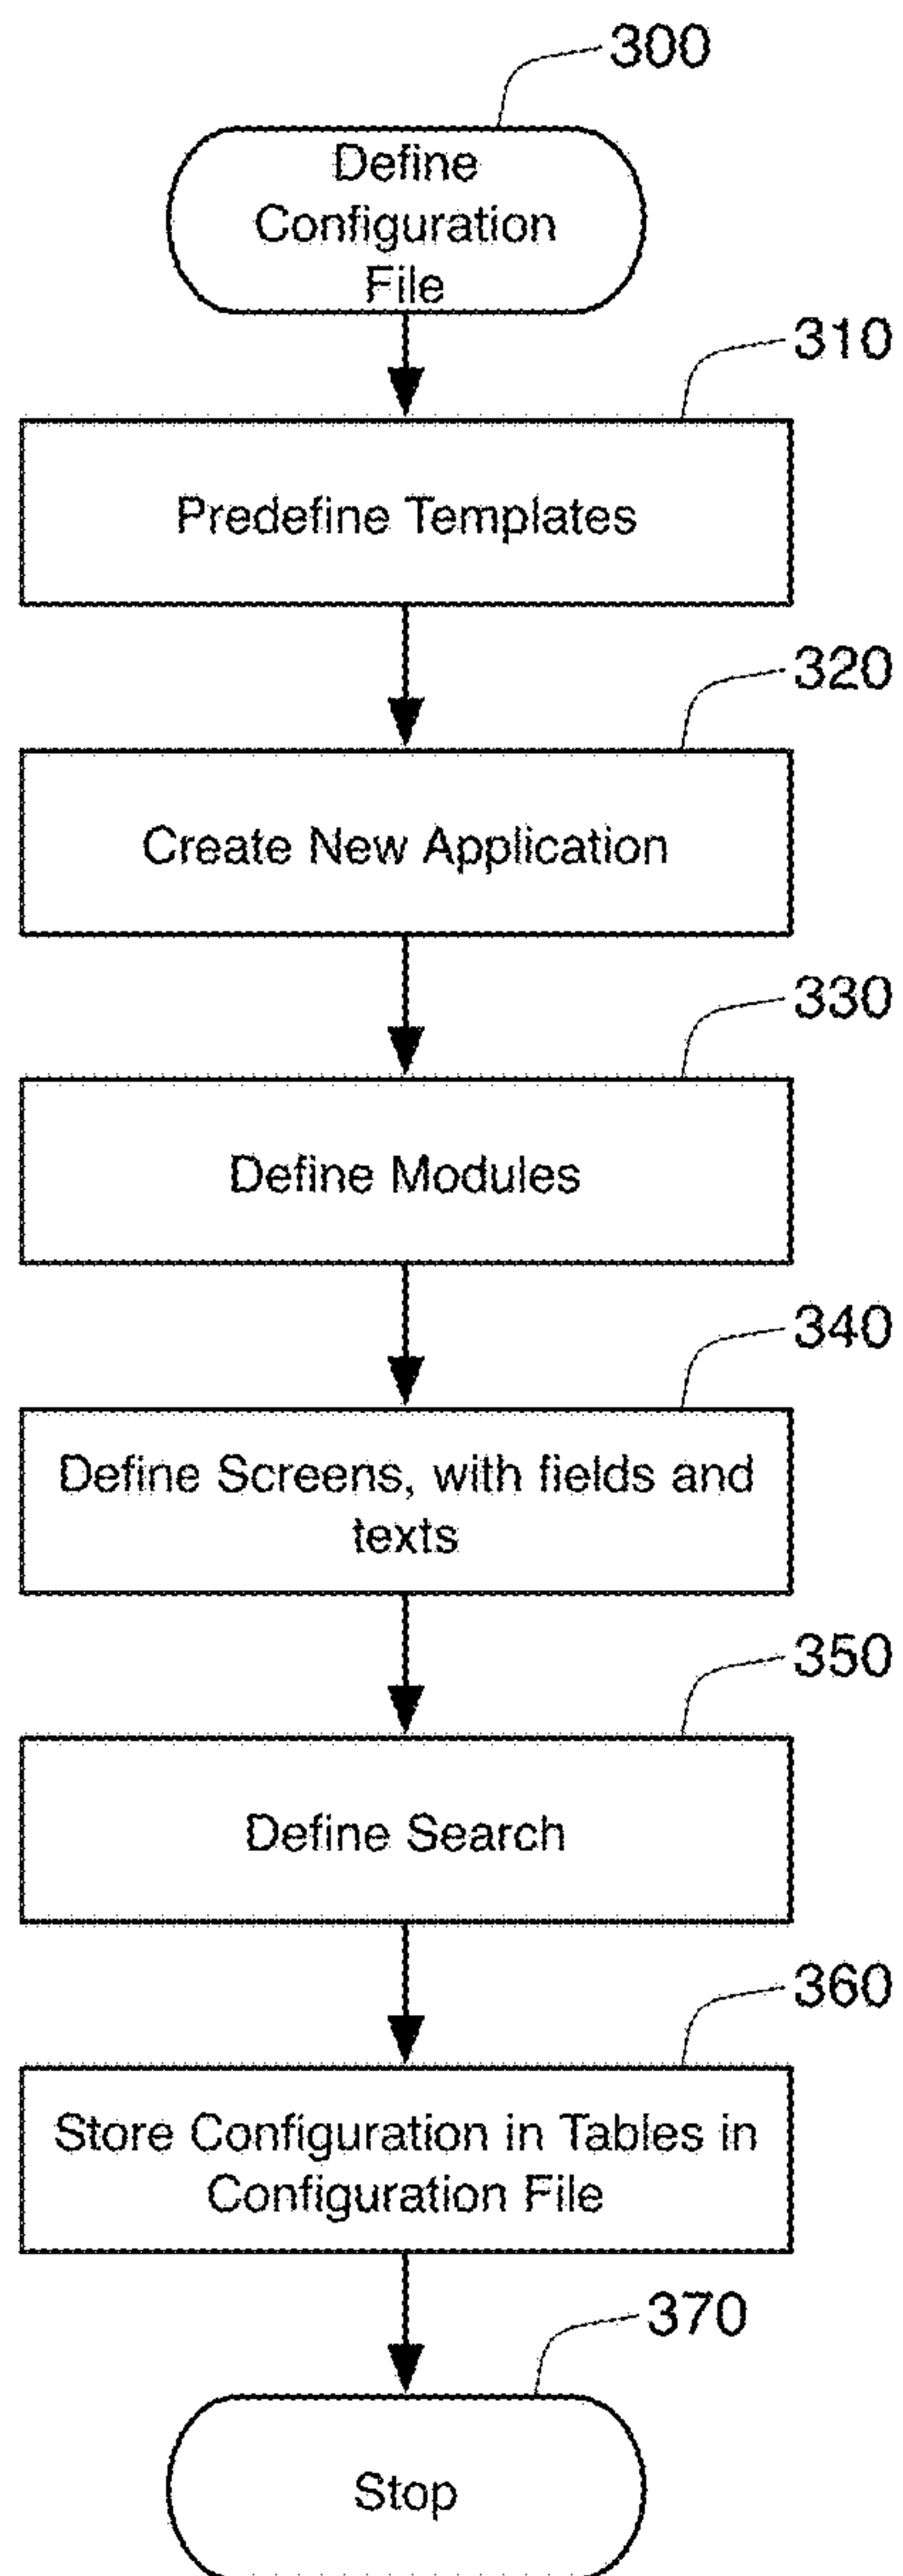 300
Define
Configuration
File
310
Predefine Templates
320
Create New Application
330
Define Modules
340
Define Screens, with fields and
texts
350
Define Search
360
Store Configuration in Tables in
Configuration File
370
Stop